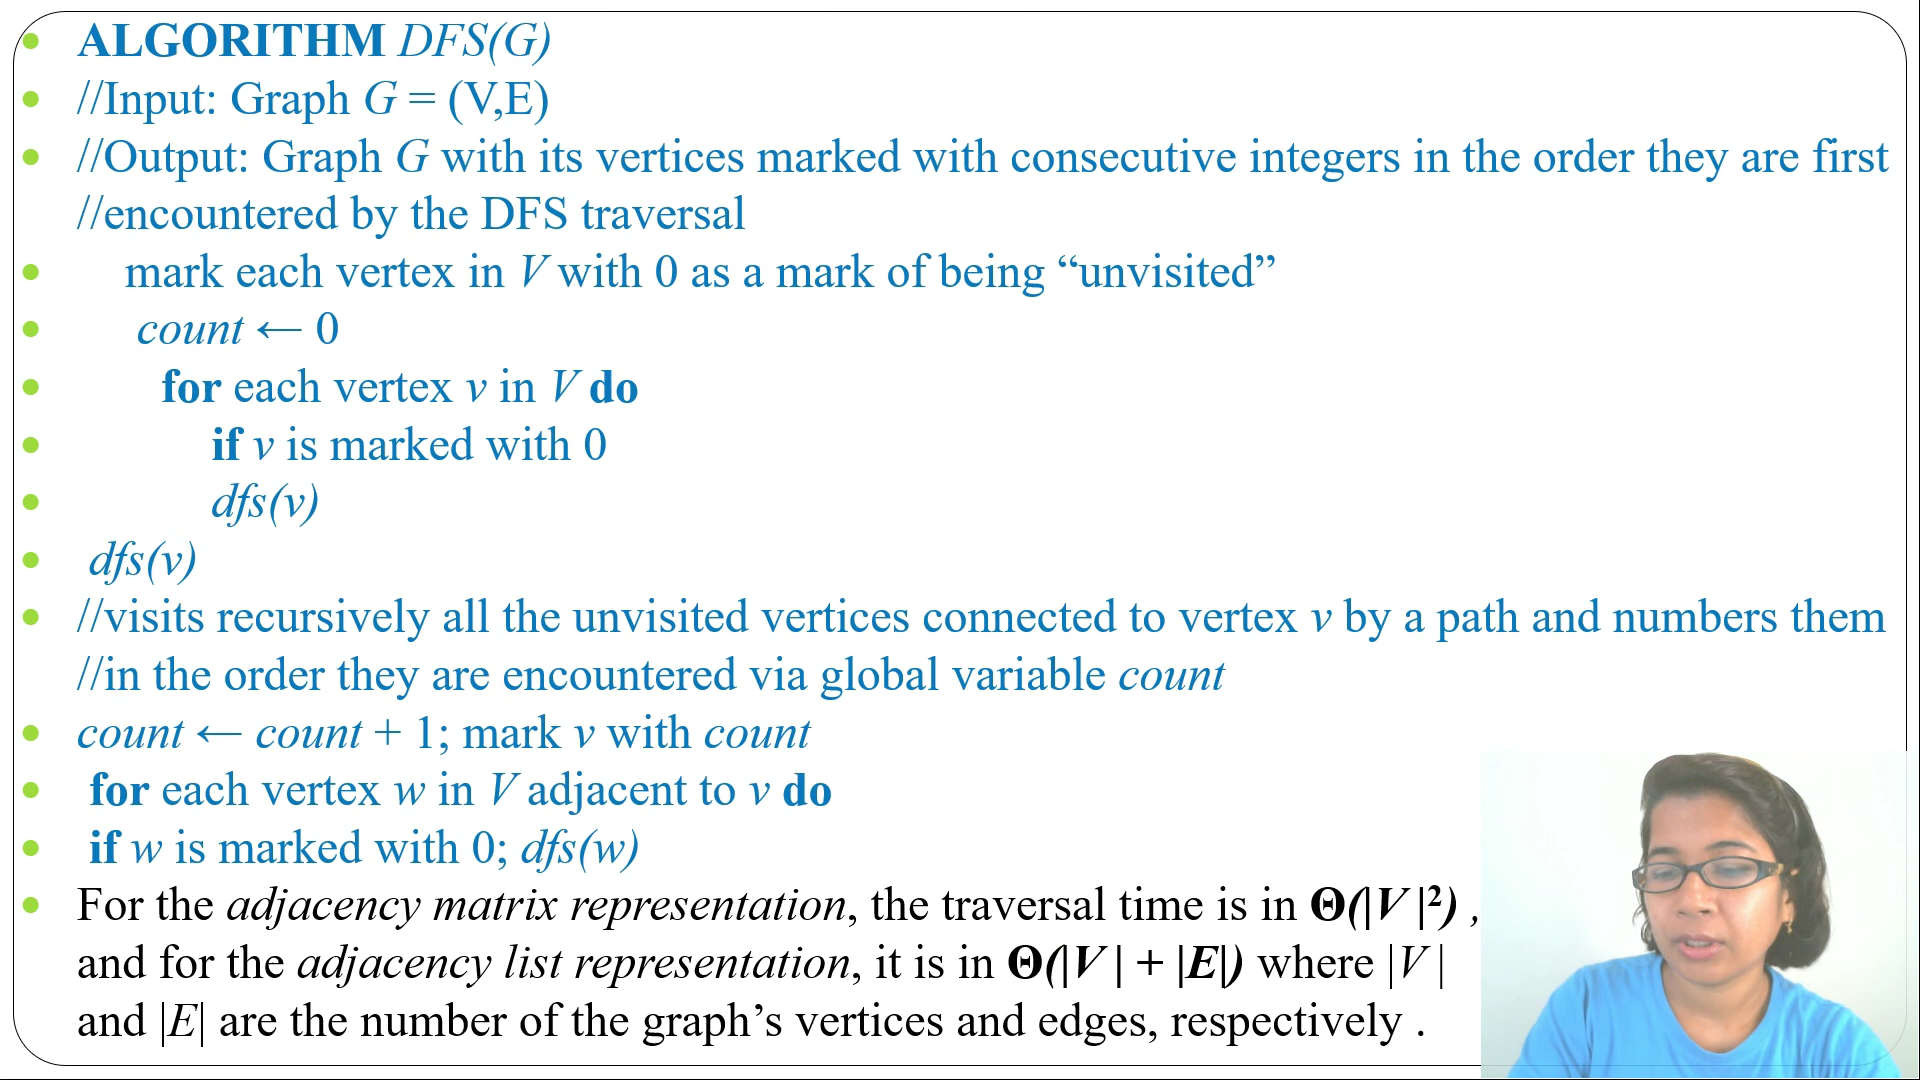 ALGORITHM DFS(G)
//Input: Graph G = (V,E)
//Output: Graph G with its vertices marked with consecutive integers in the order they are first
//encountered by the DFS traversal
mark each vertex in V with 0 as a mark of being “unvisited”
count ← 0
for each vertex v in V do
if v is marked with 0
dfs(v)
dfs(v)
//visits recursively all the unvisited vertices connected to vertex v by a path and numbers them
//in the order they are encountered via global variable count
count ← count + 1; mark v with count
for each vertex w in V adjacent to v do
if w is marked with 0; dfs(w)
For the adjacency matrix representation, the traversal time is in Θ(|V |²) ,
and for the adjacency list representation, it is in Θ(|V | + |E|) where |V |
and |E| are the number of the graph’s vertices and edges, respectively .